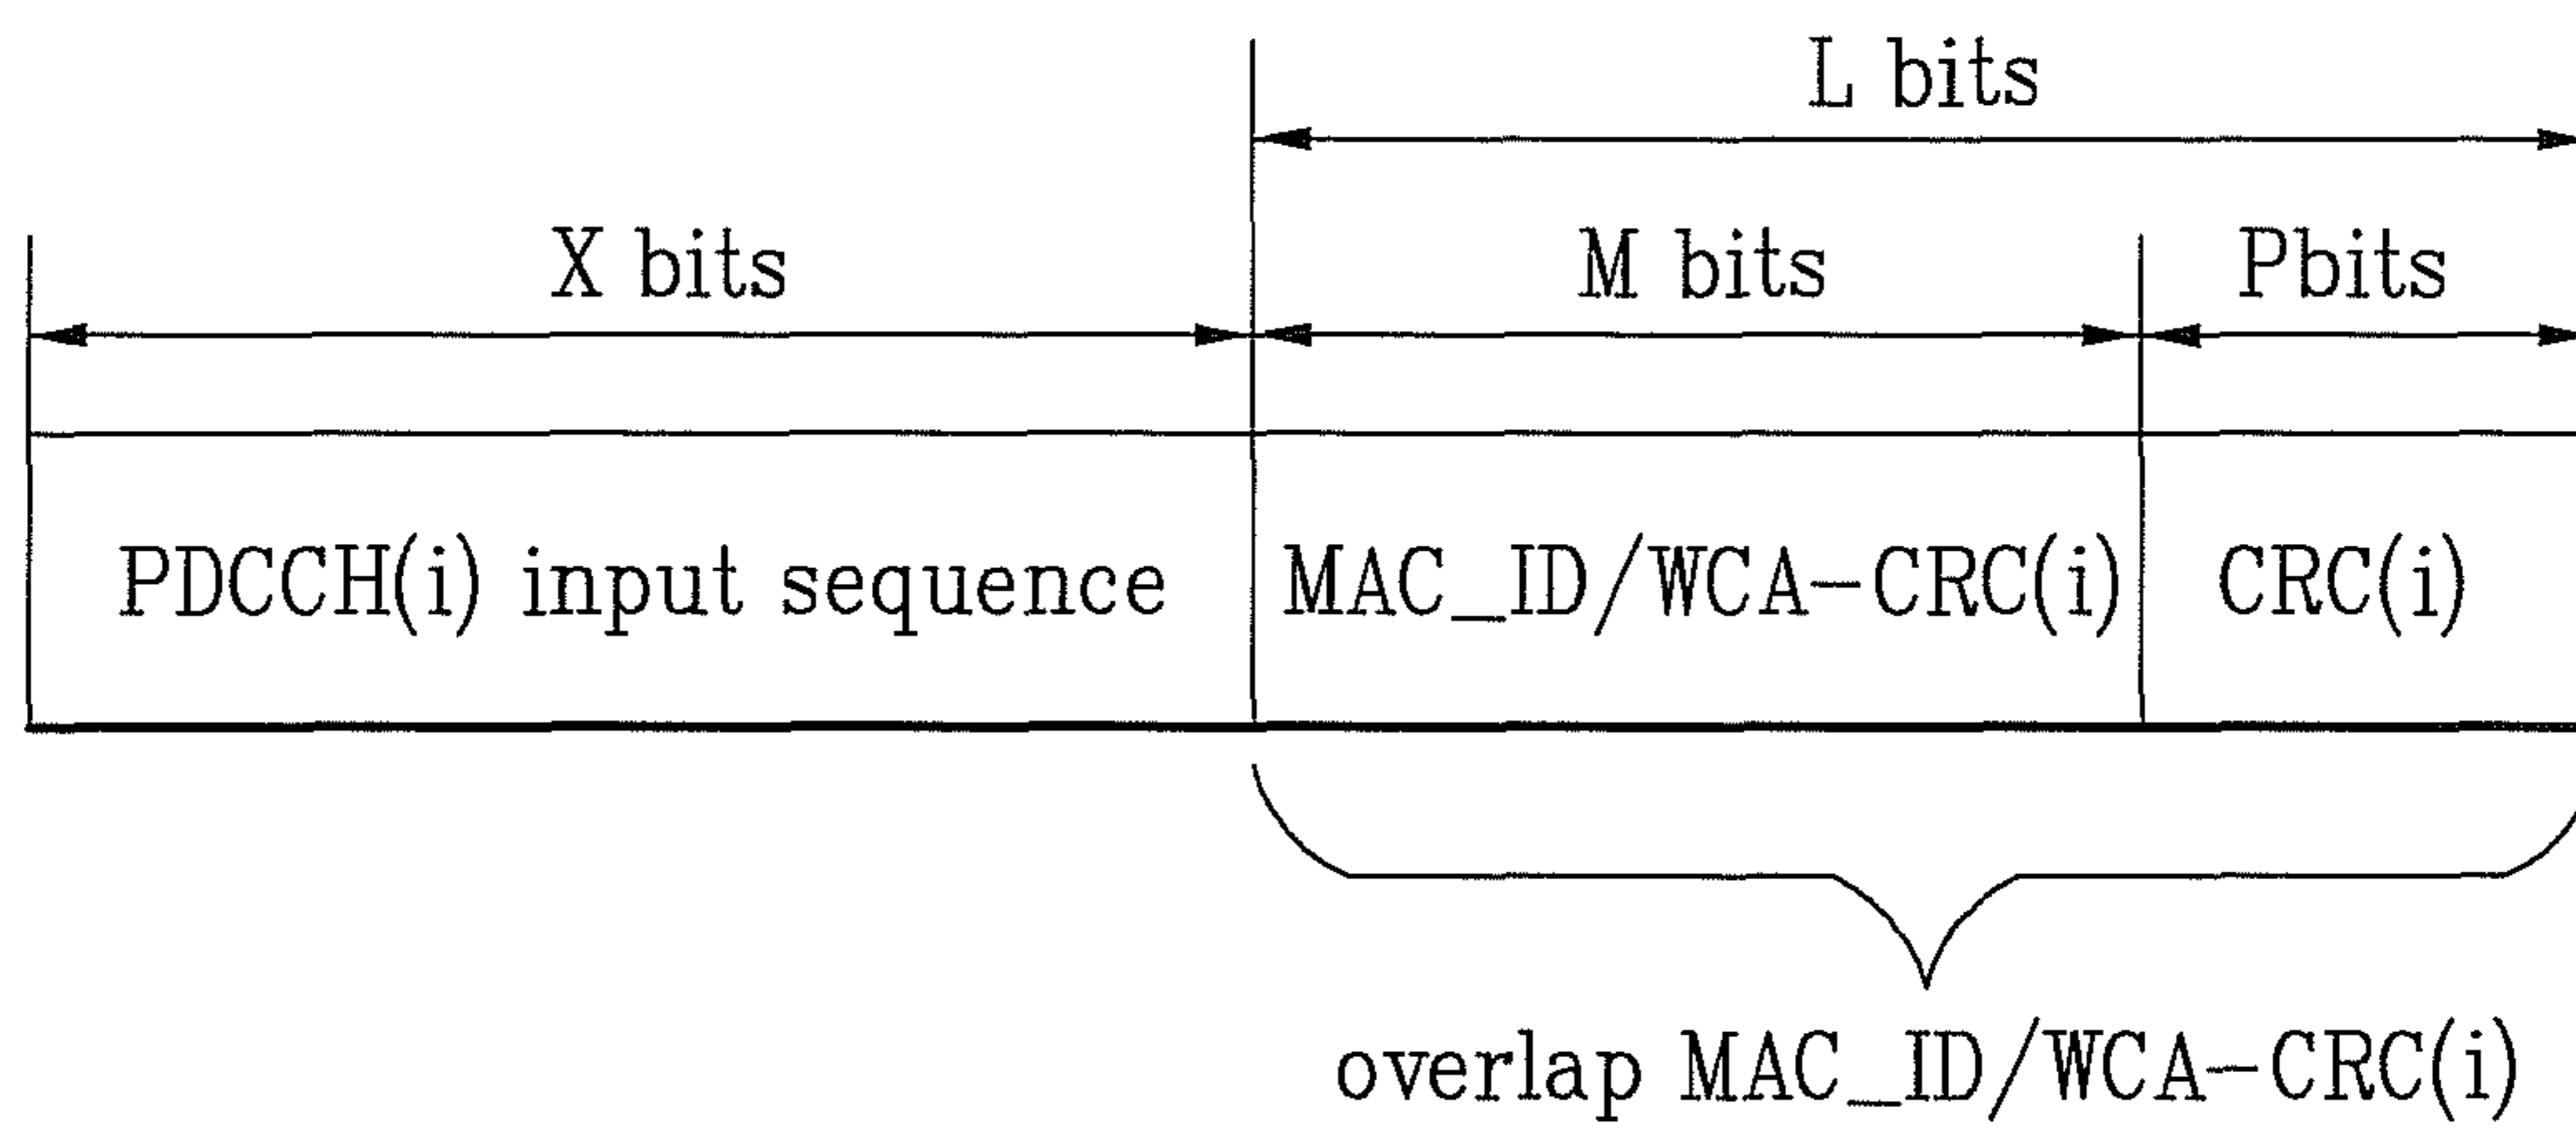 L bits
X bits
M bits
Pbits
PDCCH(i) input sequence
MAC_ID/WCA-CRC(i)
CRC(i)
overlap MAC_ID/WCA-CRC(i)